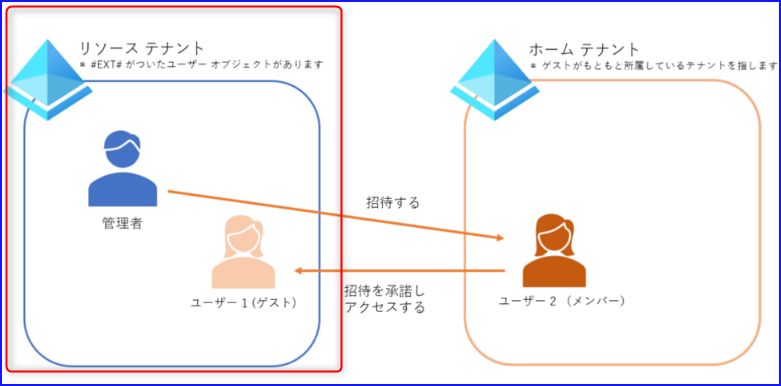 リソース テナント
* #EXT# がついたユーザー オブジェクトがあります
管理者
ユーザー 1 (ゲスト)
招待する
招待を承諾し
アクセスする
ホーム テナント
* ゲストがもともと所属しているテナントを指します
ユーザー 2 （メンバー）